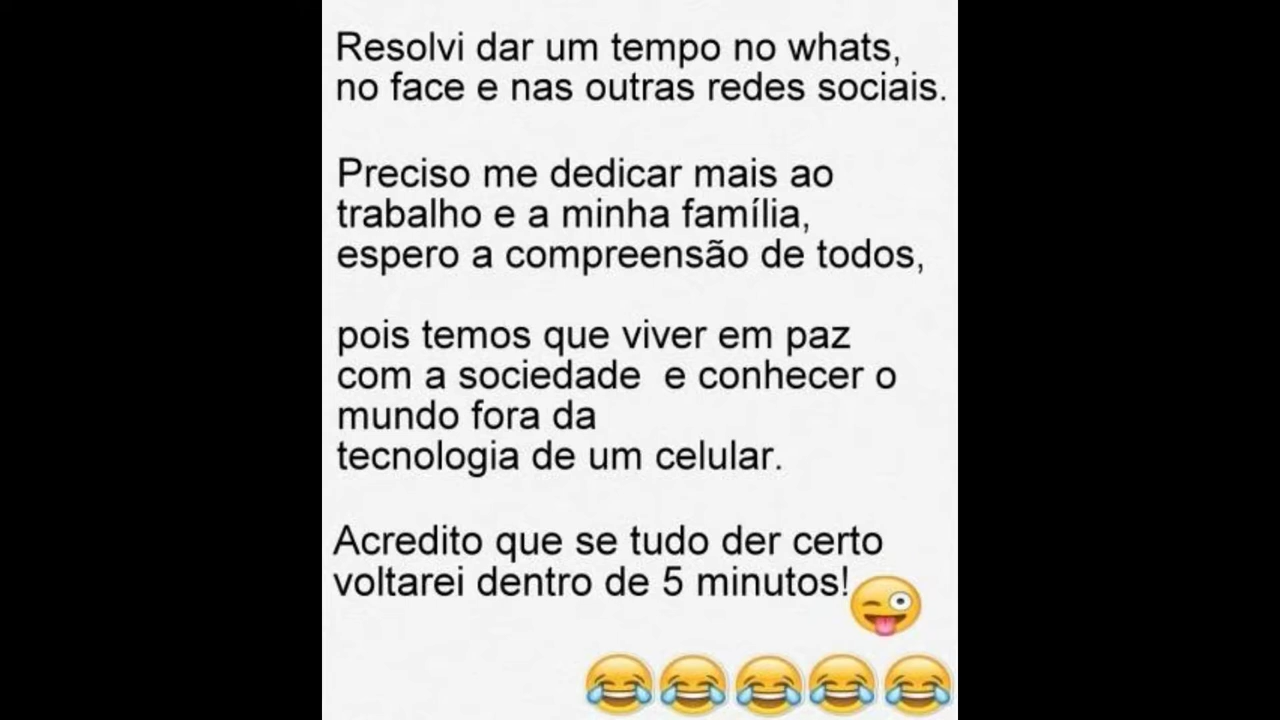 Resolvi dar um tempo no whats,
no face e nas outras redes sociais.
Preciso me dedicar mais ao
trabalho e a minha família,
espero a compreensão de todos,
pois temos que viver em paz
com a sociedade  e conhecer o
mundo fora da
tecnologia de um celular.
Acredito que se tudo der certo
voltarei dentro de 5 minutos!